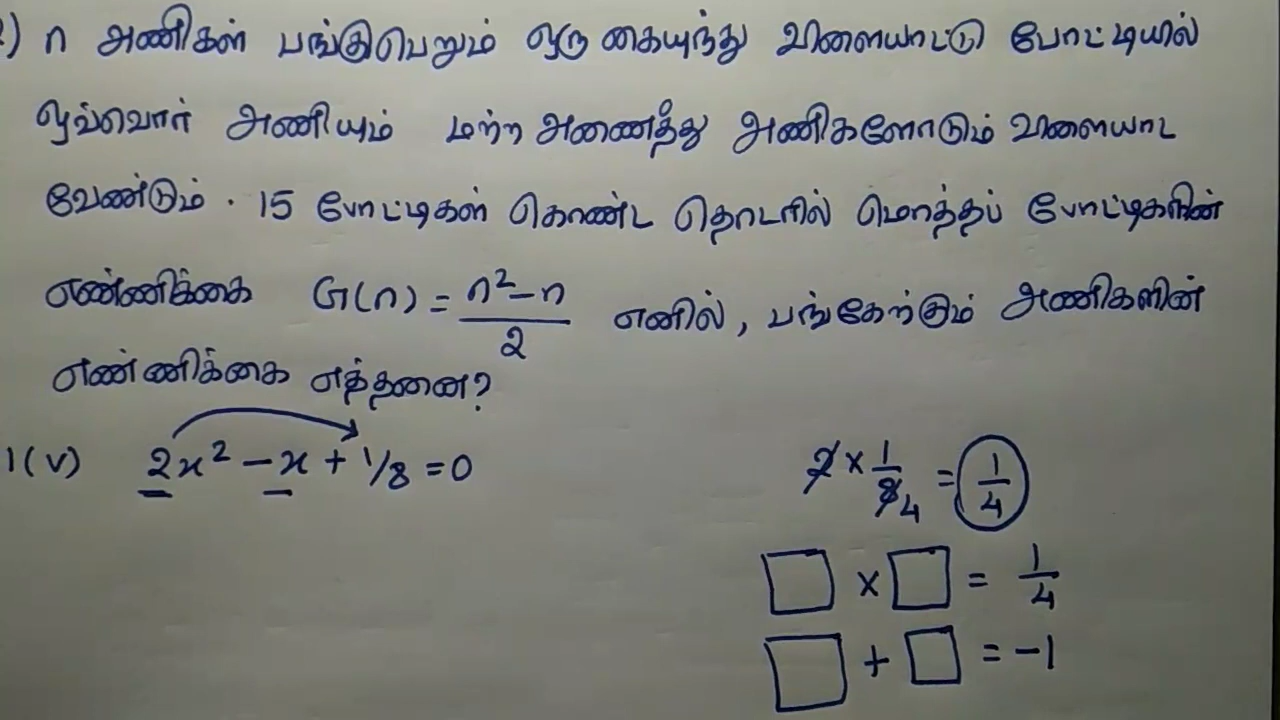 2) n அணிகள் பங்குபெறும் ஒரு கையுந்து விளையாட்டு போட்டியில்
ஒவ்வொர் அணியும் மற்ற அனைத்து அணிகளோடும் விளையாட
வேண்டும். 15 போட்டிகள் கொண்ட தொடரில் மொத்தப் போட்டிகளின்
எண்ணிக்கை G(n) = n²-n/2 எனில், பங்கேற்கும் அணிகளின்
எண்ணிக்கை எத்தனை?
1(v) 2x² - x + 1/8 = 0
2 × 1/8 4 = 1/4
□ × □ = 1/4
□ + □ = -1